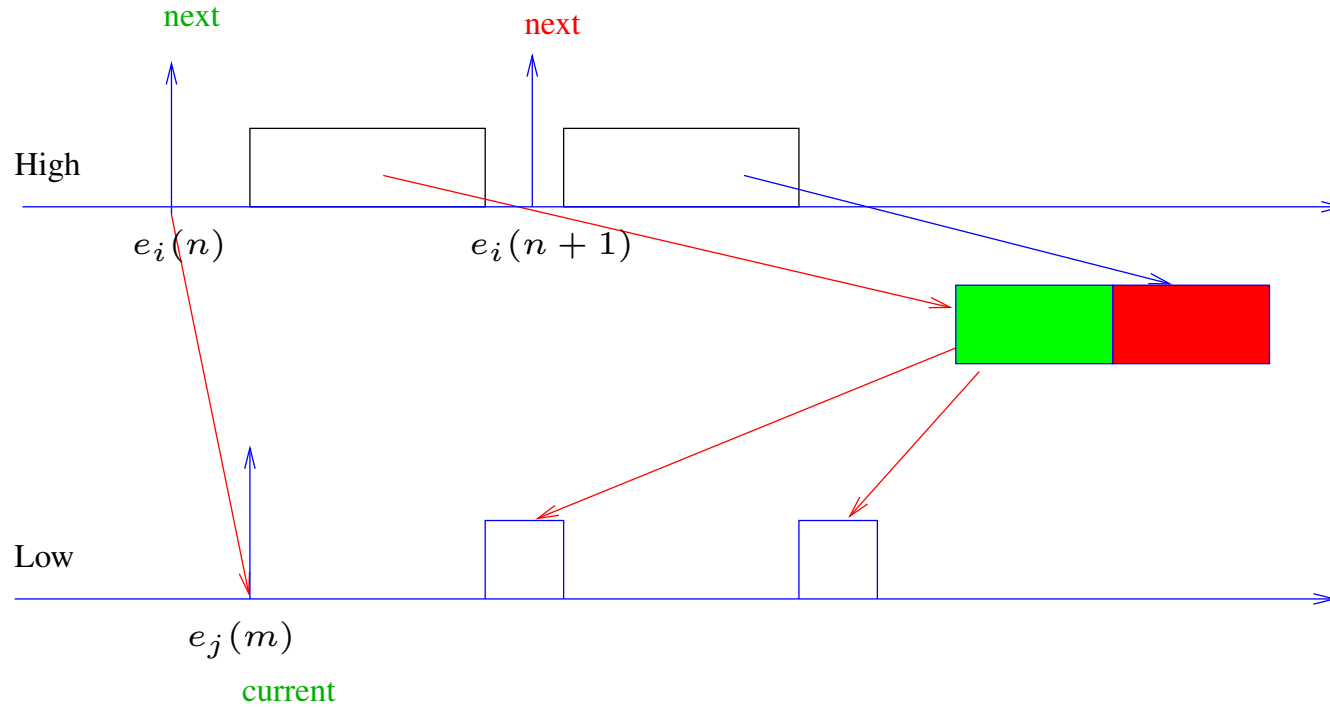 next
next
High
e_i(n)
e_i(n + 1)
Low
e_j(m)
current